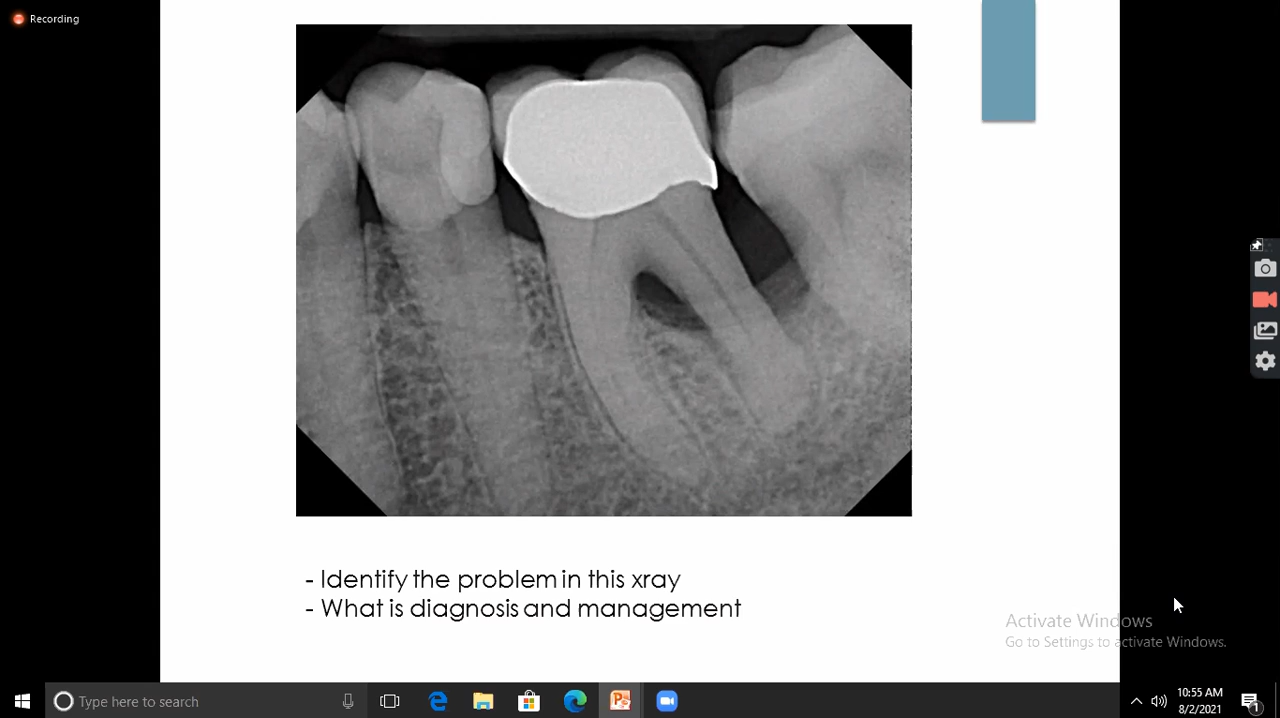 Recording
- Identify the problem in this xray
- What is diagnosis and management
Activate Windows
Go to Settings to activate Windows.
Type here to search
10:55 AM
8/2/2021
1